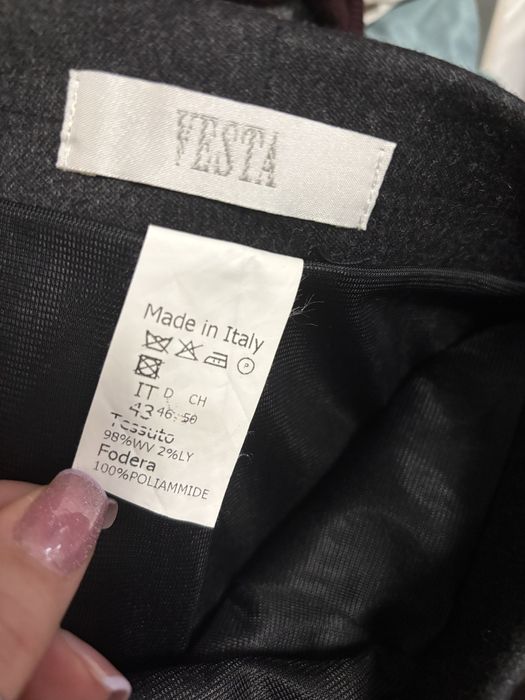 VESTA
Made in Italy
P
IT D CH
43 46 50
Tessuto
98%WV 2%LY
Fodera
100%POLIAMMIDE